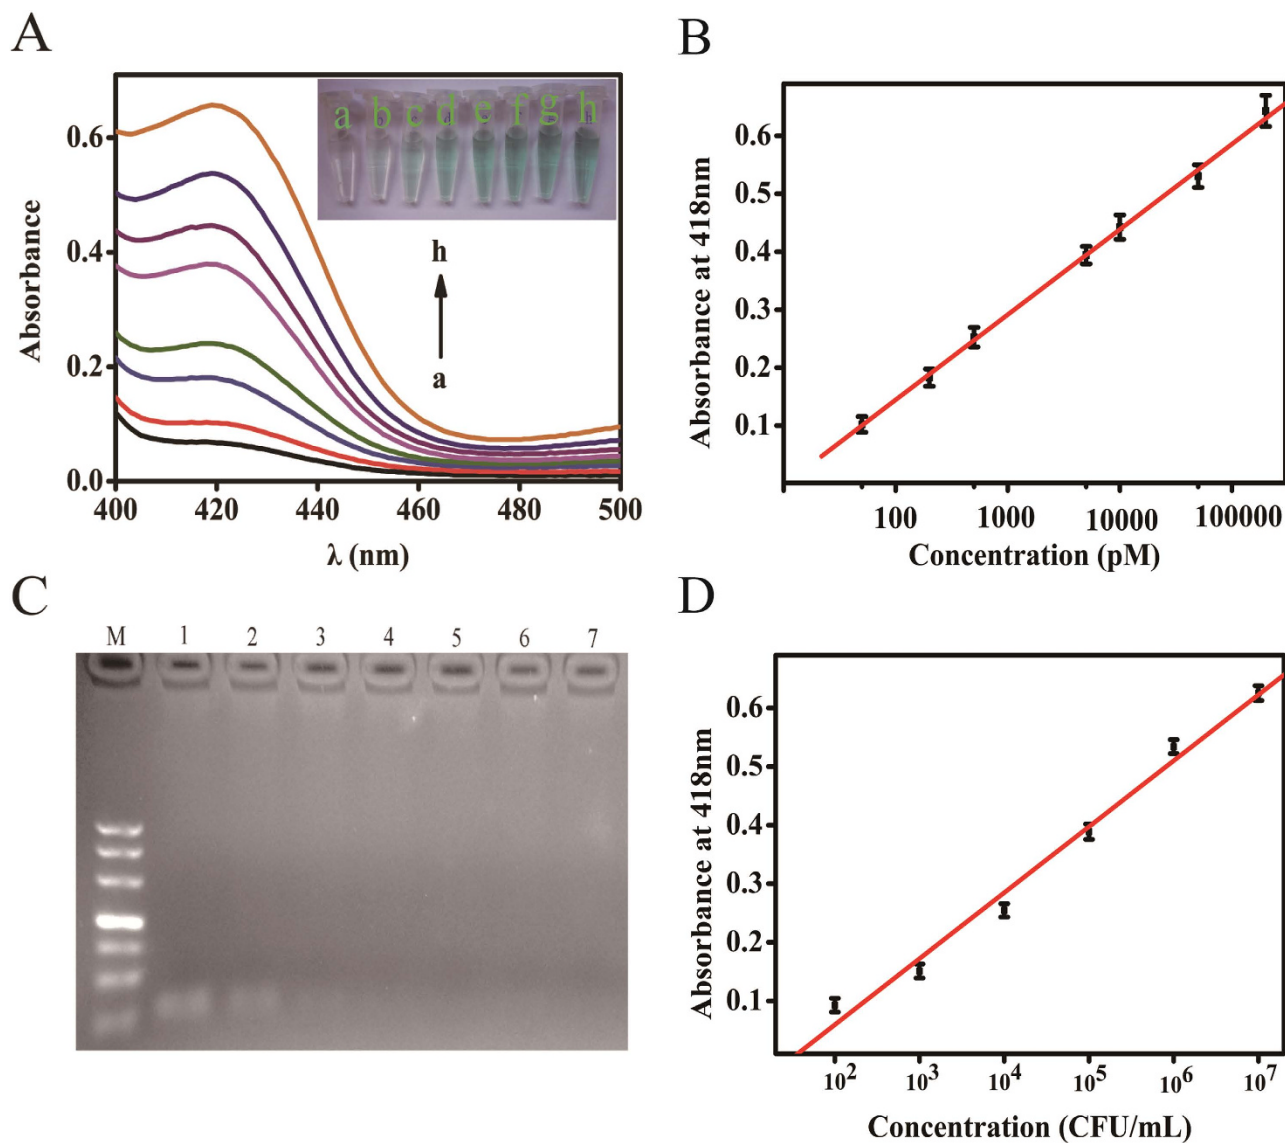 A
0.6
0.4
0.2
0.0
Absorbance
400 420 440 460 480 500
λ (nm)
a b c d e f g h
h
a
B
0.6
0.5
0.4
0.3
0.2
0.1
Absorbance at 418nm
100 1000 10000 100000
Concentration (pM)
C
M 1 2 3 4 5 6 7
D
0.6
0.5
0.4
0.3
0.2
0.1
Absorbance at 418nm
10² 10³ 10⁴ 10⁵ 10⁶ 10⁷
Concentration (CFU/mL)